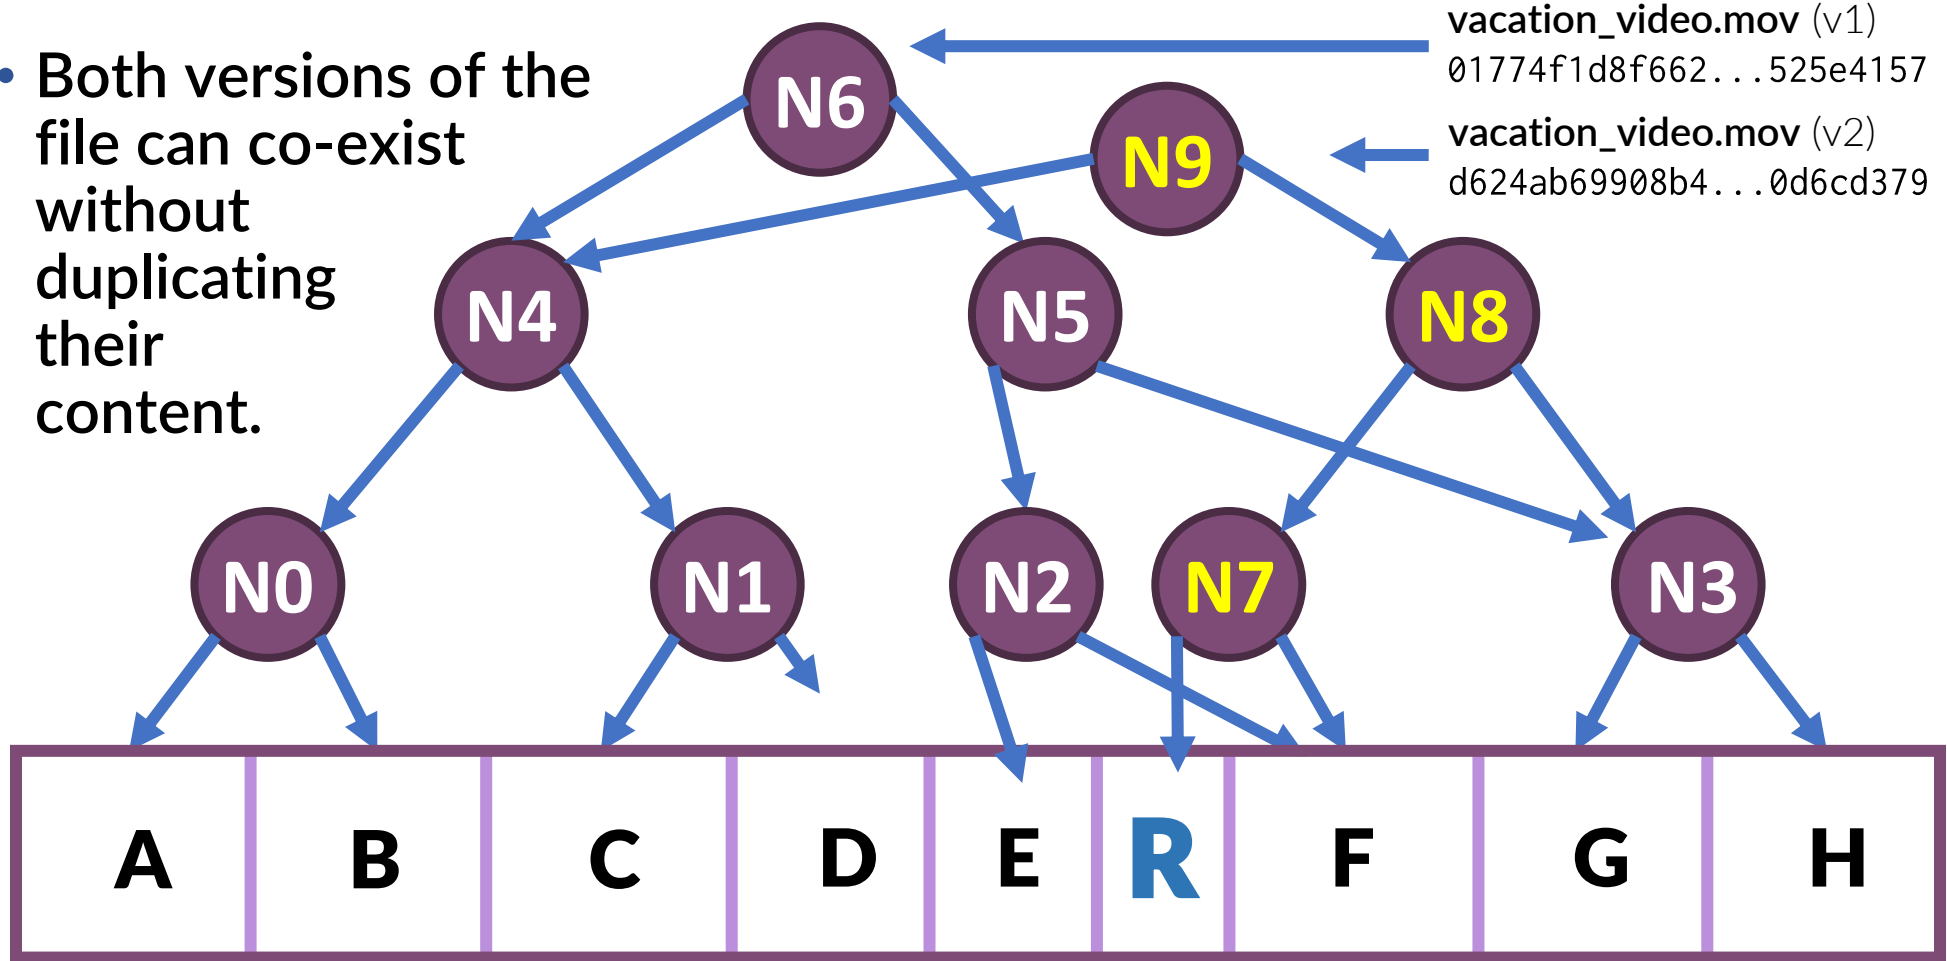 • Both versions of the
file can co-exist
without
duplicating
their
content.
vacation_video.mov (v1)
01774f1d8f662...525e4157
vacation_video.mov (v2)
d624ab69908b4...0d6cd379
N6
N9
N4 N5 N8
N0 N1 N2 N7 N3
A B C D E R F G H